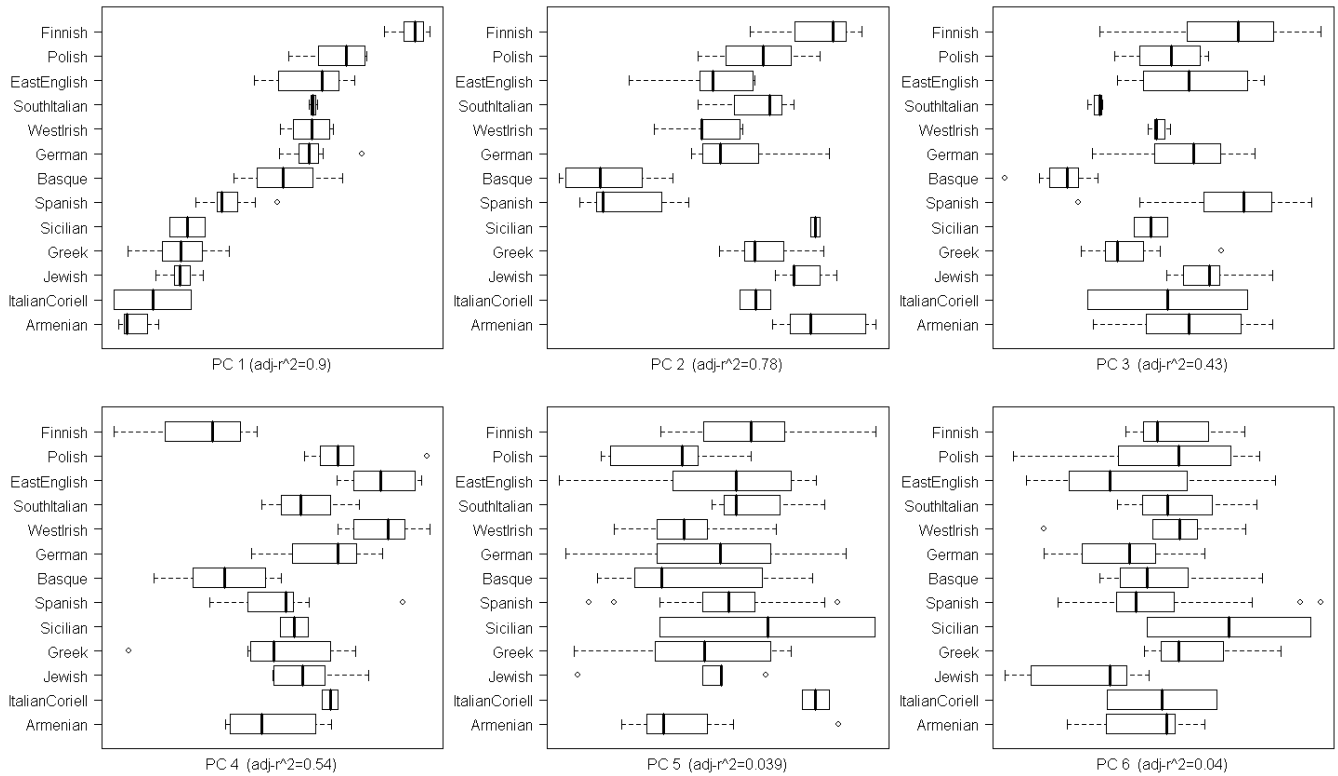 Finnish
Polish
EastEnglish
SouthItalian
WestIrish
German
Basque
Spanish
Sicilian
Greek
Jewish
ItalianCoriell
Armenian
PC 1 (adj-r^2=0.9)
Finnish
Polish
EastEnglish
SouthItalian
WestIrish
German
Basque
Spanish
Sicilian
Greek
Jewish
ItalianCoriell
Armenian
PC 2 (adj-r^2=0.78)
Finnish
Polish
EastEnglish
SouthItalian
WestIrish
German
Basque
Spanish
Sicilian
Greek
Jewish
ItalianCoriell
Armenian
PC 3 (adj-r^2=0.43)
Finnish
Polish
EastEnglish
SouthItalian
WestIrish
German
Basque
Spanish
Sicilian
Greek
Jewish
ItalianCoriell
Armenian
PC 4 (adj-r^2=0.54)
Finnish
Polish
EastEnglish
SouthItalian
WestIrish
German
Basque
Spanish
Sicilian
Greek
Jewish
ItalianCoriell
Armenian
PC 5 (adj-r^2=0.039)
Finnish
Polish
EastEnglish
SouthItalian
WestIrish
German
Basque
Spanish
Sicilian
Greek
Jewish
ItalianCoriell
Armenian
PC 6 (adj-r^2=0.04)